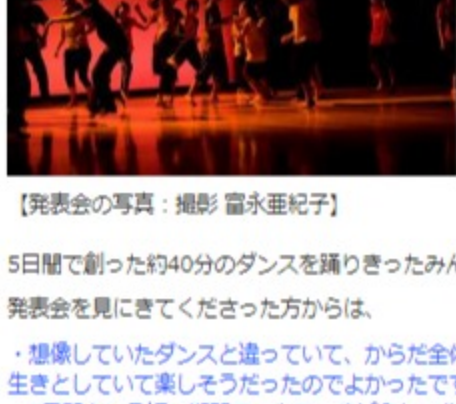 【発表会の写真：撮影 富永亜紀子】
5日間で創った約40分のダンスを踊りきったみん
発表会を見にきてくださった方からは、
・想像していたダンスと違っていて、からだ全体
生きとしていて楽しそうだったのでよかったです